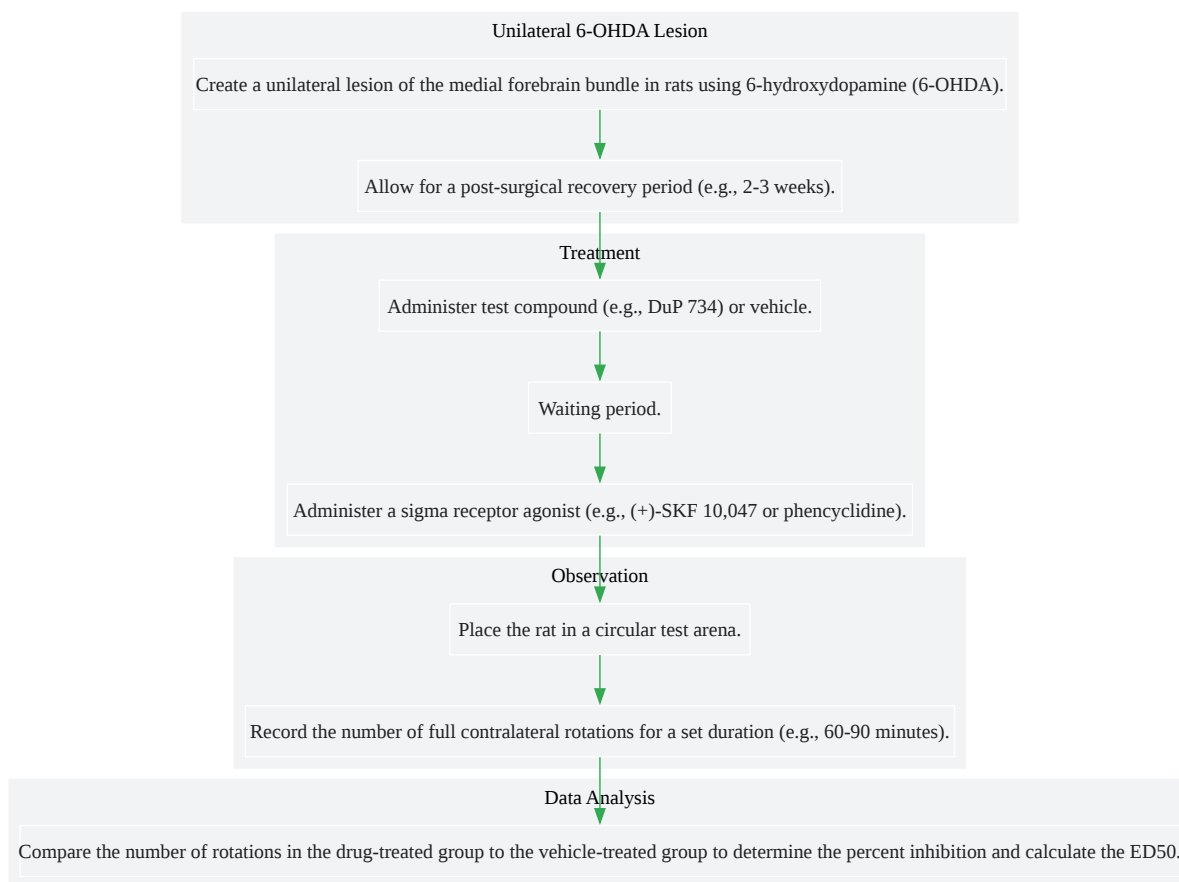 Unilateral 6-OHDA Lesion
Create a unilateral lesion of the medial forebrain bundle in rats using 6-hydroxydopamine (6-OHDA).
Allow for a post-surgical recovery period (e.g., 2-3 weeks).
Treatment
Administer test compound (e.g., DuP 734) or vehicle.
Waiting period.
Administer a sigma receptor agonist (e.g., (+)-SKF 10,047 or phencyclidine).
Observation
Place the rat in a circular test arena.
Record the number of full contralateral rotations for a set duration (e.g., 60-90 minutes).
Data Analysis
Compare the number of rotations in the drug-treated group to the vehicle-treated group to determine the percent inhibition and calculate the ED50.